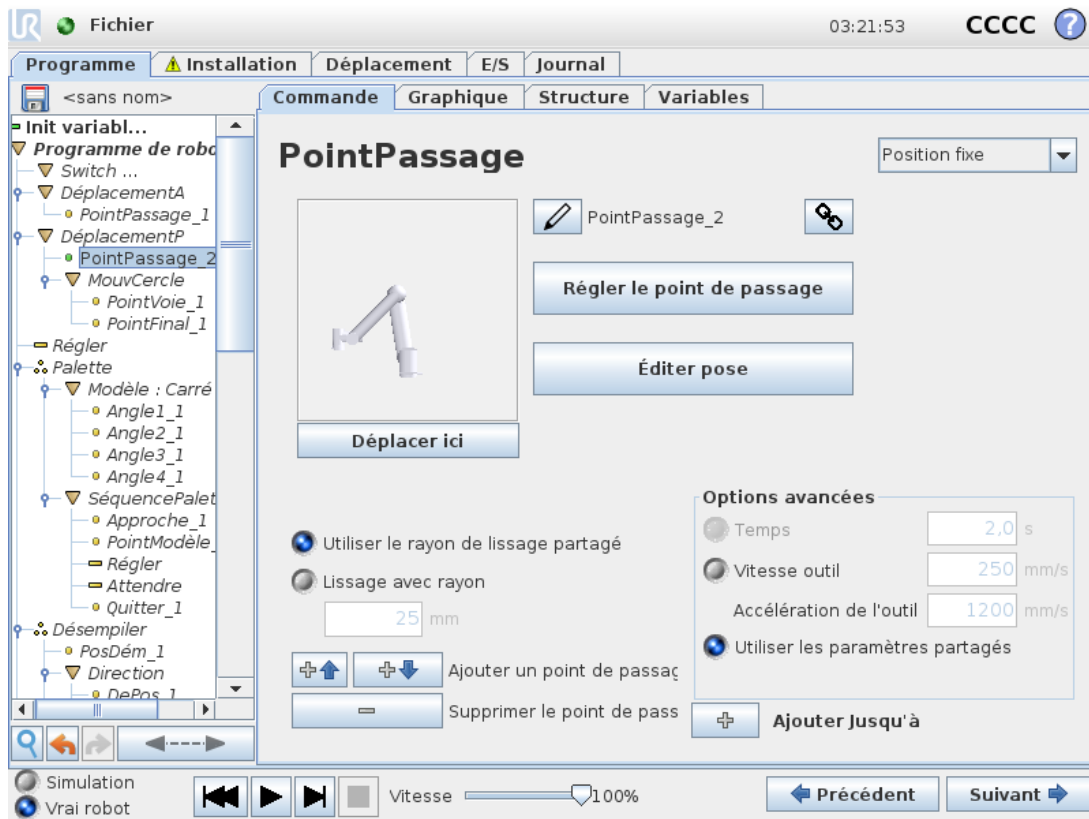 UR Fichier 03:21:53 CCCC ?
Programme Installation Déplacement E/S Journal
<sans nom>
Commande Graphique Structure Variables
Init variabl...
Programme de robo
Switch ...
DéplacementA
PointPassage_1
DéplacementP
PointPassage_2
MouvCercle
PointVoie_1
PointFinal_1
Régler
Palette
Modèle : Carré
Angle1_1
Angle2_1
Angle3_1
Angle4_1
SéquencePalet
Approche_1
PointModèle_
Régler
Attendre
Quitter_1
Désempiler
PosDém_1
Direction
DePos_1
PointPassage
Position fixe
PointPassage_2
Régler le point de passage
Éditer pose
Déplacer ici
Utiliser le rayon de lissage partagé
Lissage avec rayon
25 mm
Ajouter un point de passag
Supprimer le point de pass
Options avancées
Temps 2,0 s
Vitesse outil 250 mm/s
Accélération de l'outil 1200 mm/s
Utiliser les paramètres partagés
Ajouter Jusqu'à
Simulation
Vrai robot
Vitesse 100%
Précédent Suivant